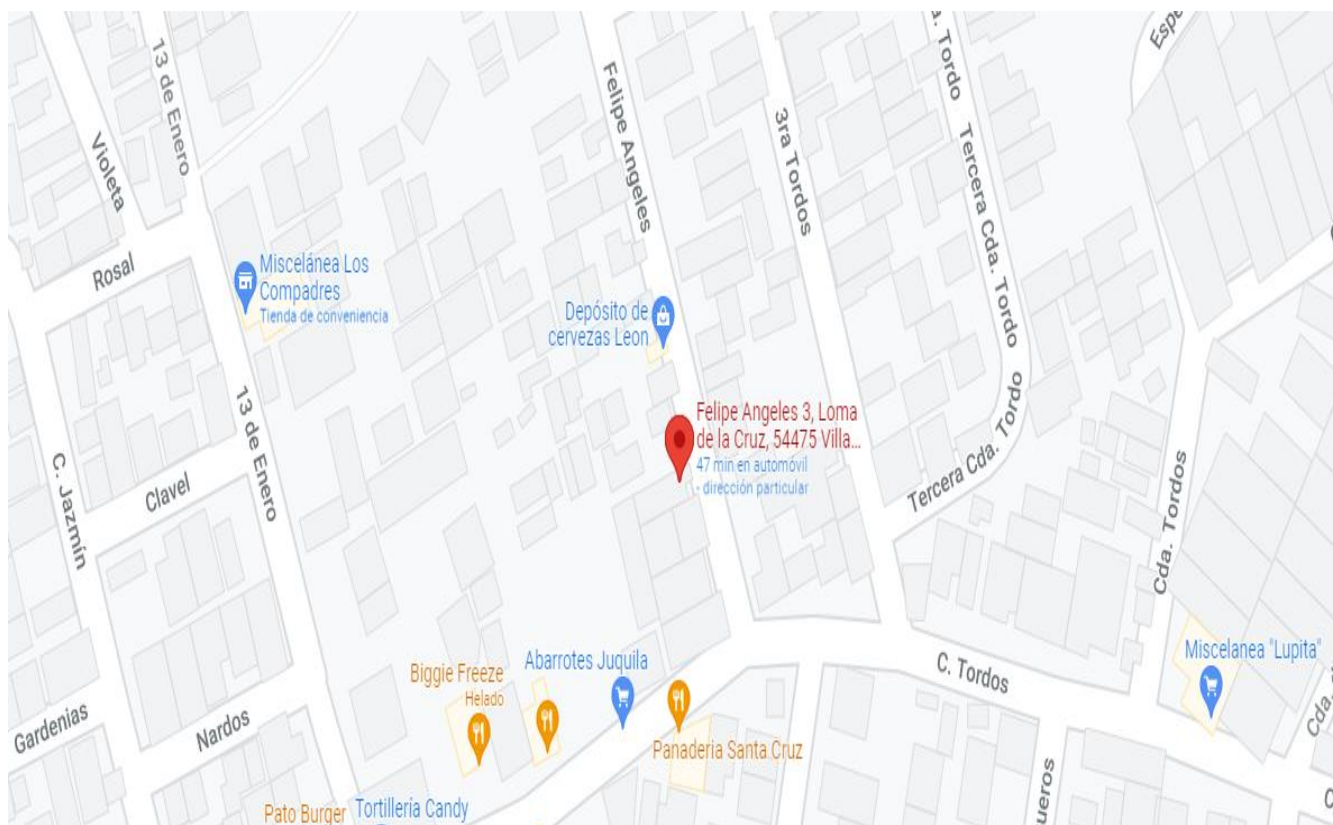 13 de Enero
Violeta
Rosal
Miscelánea Los
Compadres
Tienda de conveniencia
Felipe Angeles
3ra Tordos
Tordo
Tercera Cda. Tordo
Depósito de
cervezas Leon
Felipe Angeles 3, Loma
de la Cruz, 54475 Villa...
47 min en automóvil
- dirección particular
13 de Enero
C. Jazmín
Clavel
Tercera Cda. Tordo
Cda. Tordos
Gardenias
Nardos
Biggie Freeze
Helado
Abarrotes Juquila
Panaderia Santa Cruz
C. Tordos
Miscelanea "Lupita"
Cda.
Pato Burger
Tortilleria Candy